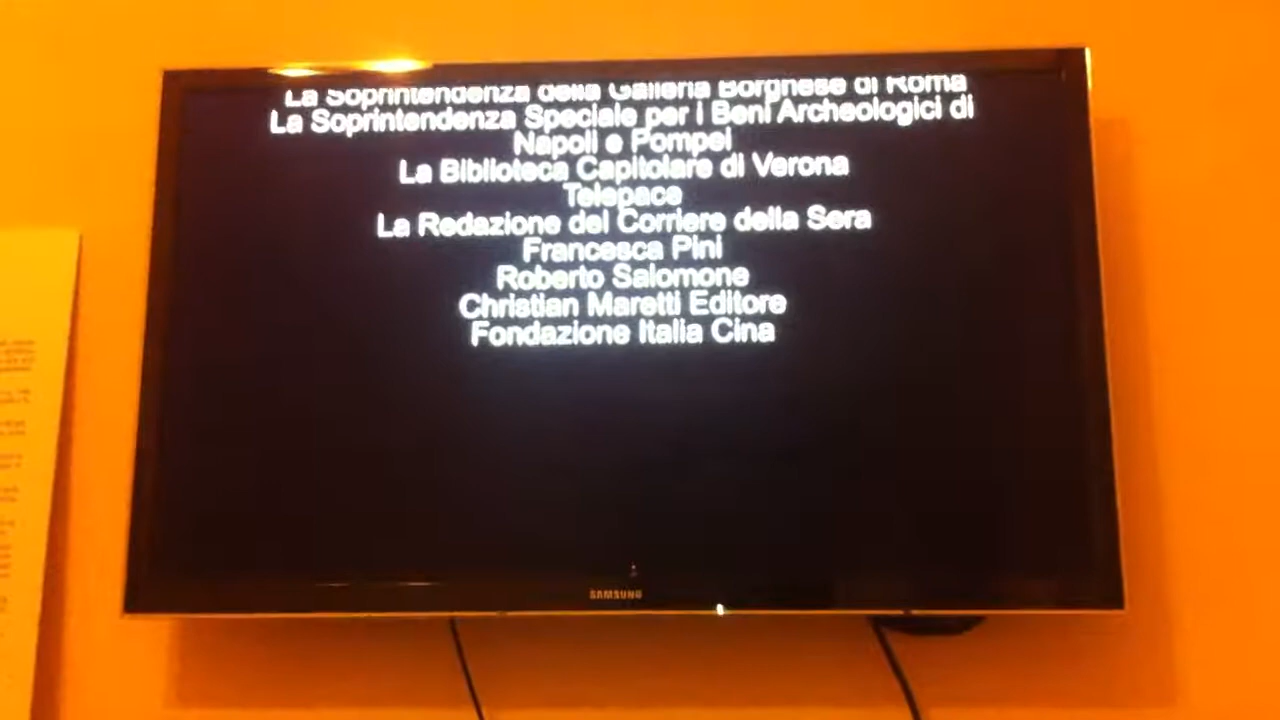 La Soprintendenza della Galleria Borghese di Roma
La Soprintendenza Speciale per i Beni Archeologici di
Napoli e Pompei
La Biblioteca Capitolare di Verona
Telepace
La Redazione del Corriere della Sera
Francesca Pini
Roberto Salomone
Christian Maretti Editore
Fondazione Italia Cina
SAMSUNG